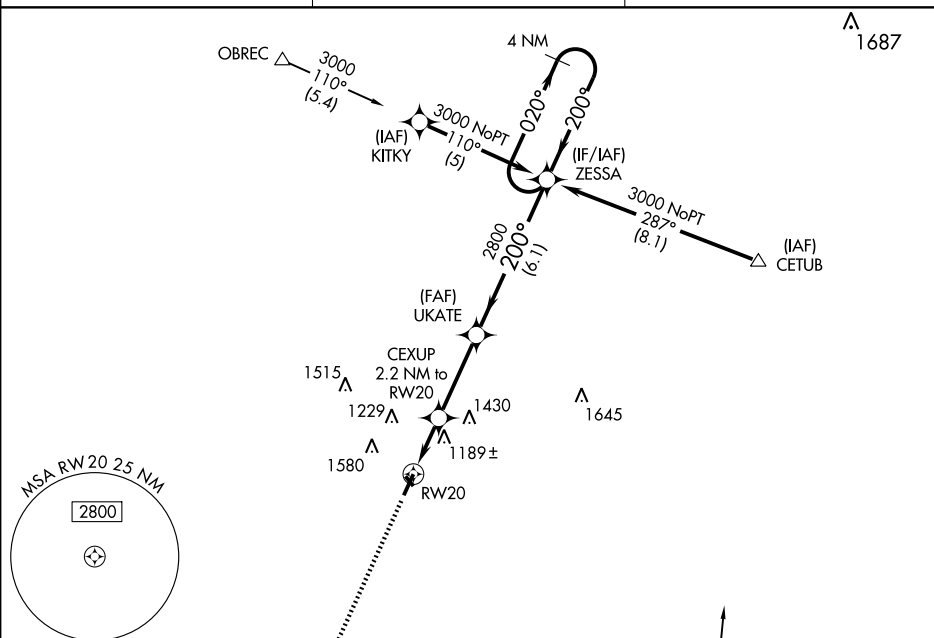 1687
OBREC
3000
110°
(5.4)
4 NM
020°
200°
(IAF)
KITKY
3000 NoPT
110°
(5)
(IF/IAF)
ZESSA
3000 NoPT
287°
(8.1)
(IAF)
CETUB
2800
200°
(6.1)
(FAF)
UKATE
CEXUP
2.2 NM to
RW20
1515
1229
1430
1645
1580
1189±
RW20
MSA RW20 25 NM
2800